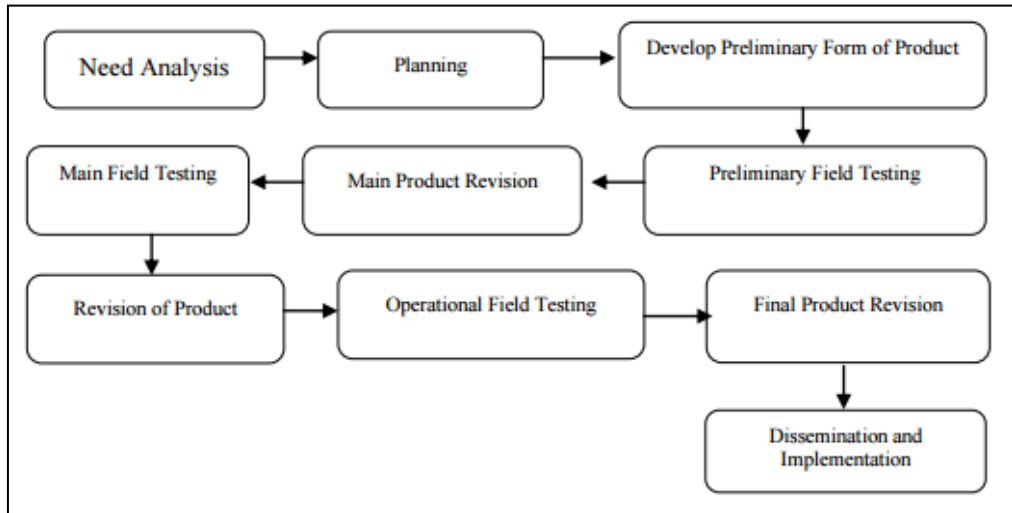 Need Analysis
Planning
Develop Preliminary Form of Product
Preliminary Field Testing
Main Product Revision
Main Field Testing
Revision of Product
Operational Field Testing
Final Product Revision
Dissemination and
Implementation